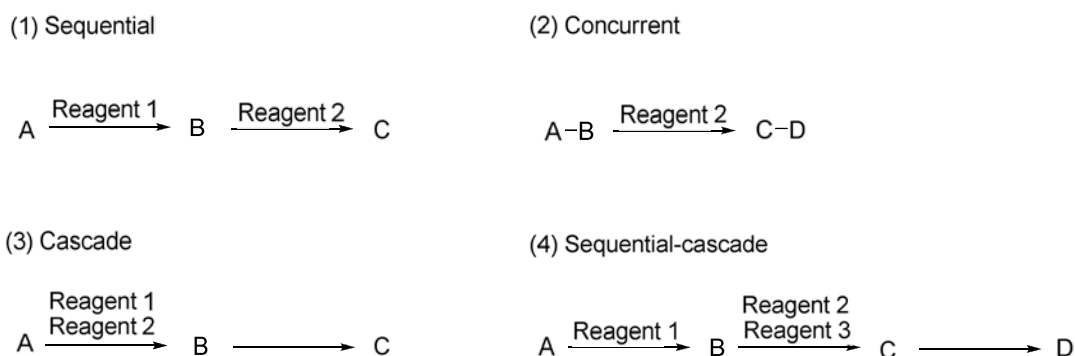 (1) Sequential
A Reagent 1 B Reagent 2 C
(2) Concurrent
A–B Reagent 2 C–D
(3) Cascade
Reagent 1
Reagent 2
A B C
(4) Sequential-cascade
Reagent 2
A Reagent 1 B Reagent 3 C D